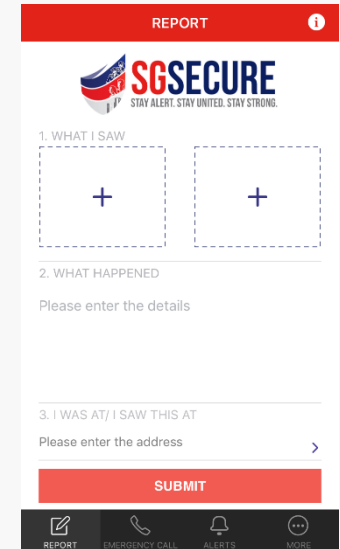 REPORT
i
SGSECURE
STAY ALERT. STAY UNITED. STAY STRONG.
1. WHAT I SAW
2. WHAT HAPPENED
Please enter the details
3. I WAS AT/ I SAW THIS AT
Please enter the address
SUBMIT
REPORT EMERGENCY CALL ALERTS MORE